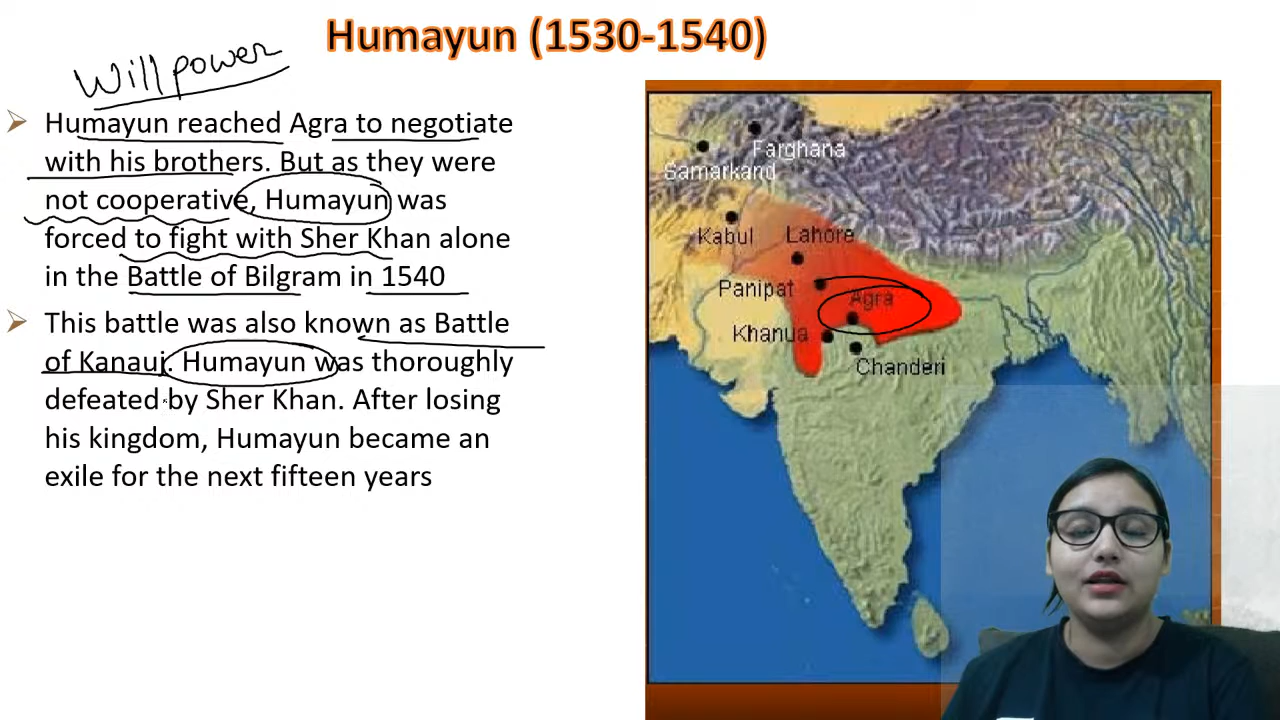 Humayun (1530-1540)
Will power
Humayun reached Agra to negotiate
with his brothers. But as they were
not cooperative, Humayun was
forced to fight with Sher Khan alone
in the Battle of Bilgram in 1540
This battle was also known as Battle
of Kanauj. Humayun was thoroughly
defeated by Sher Khan. After losing
his kingdom, Humayun became an
exile for the next fifteen years
Farghana
Samarkand
Kabul Lahore
Panipat Agra
Khanua
Chanderi